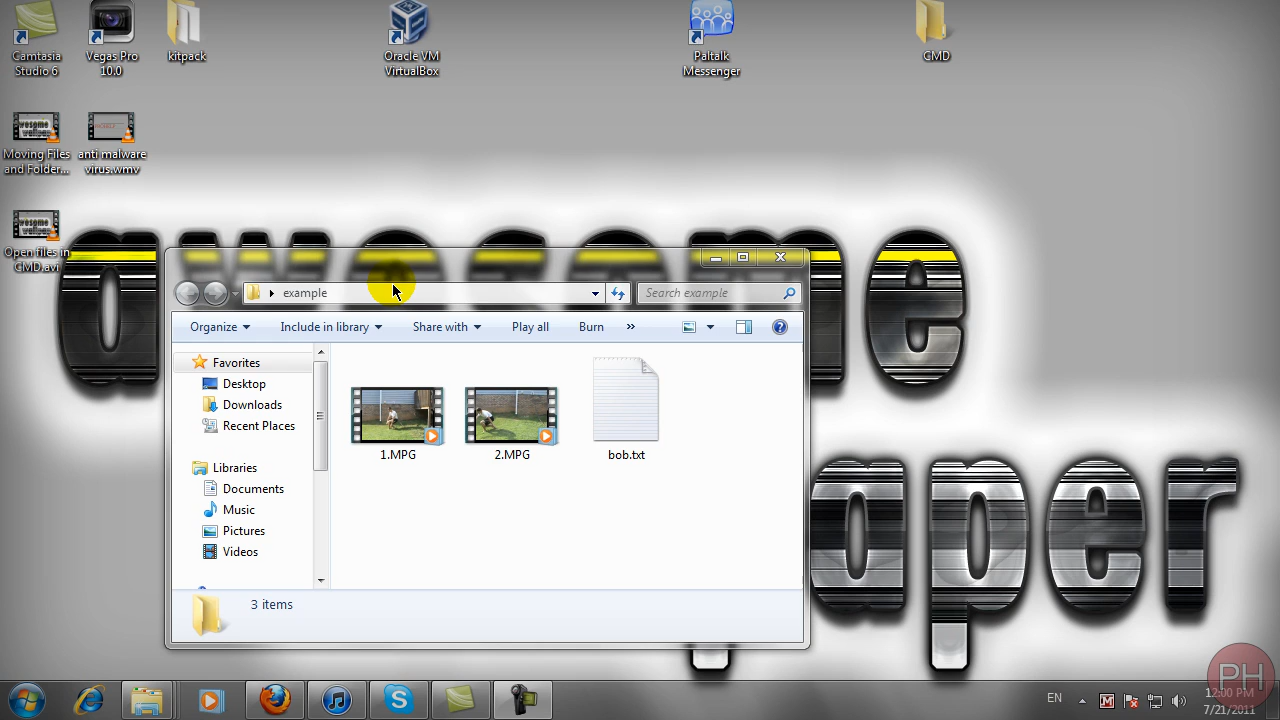 Camtasia
Studio 6
Vegas Pro
10.0
kitpack
Oracle VM
VirtualBox
Paltalk
Messenger
CMD
Moving Files
and Folder...
anti malware
virus.wmv
Open files in
CMD.avi
awesome
aper
example
Search example
Organize
Include in library
Share with
Play all
Burn
»
Favorites
Desktop
Downloads
Recent Places
Libraries
Documents
Music
Pictures
Videos
1.MPG
2.MPG
bob.txt
3 items
EN
PH
12:00 PM
7/21/2011